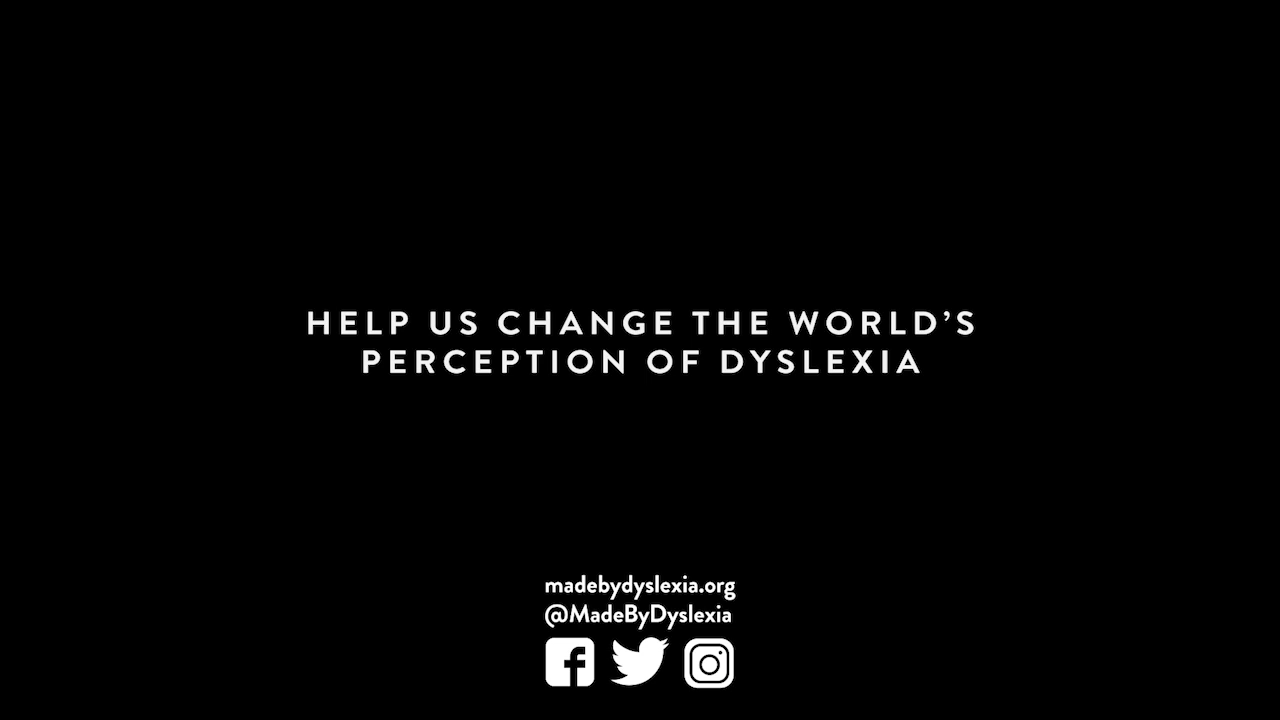 HELP US CHANGE THE WORLD’S
PERCEPTION OF DYSLEXIA
madebydyslexia.org
@MadeByDyslexia